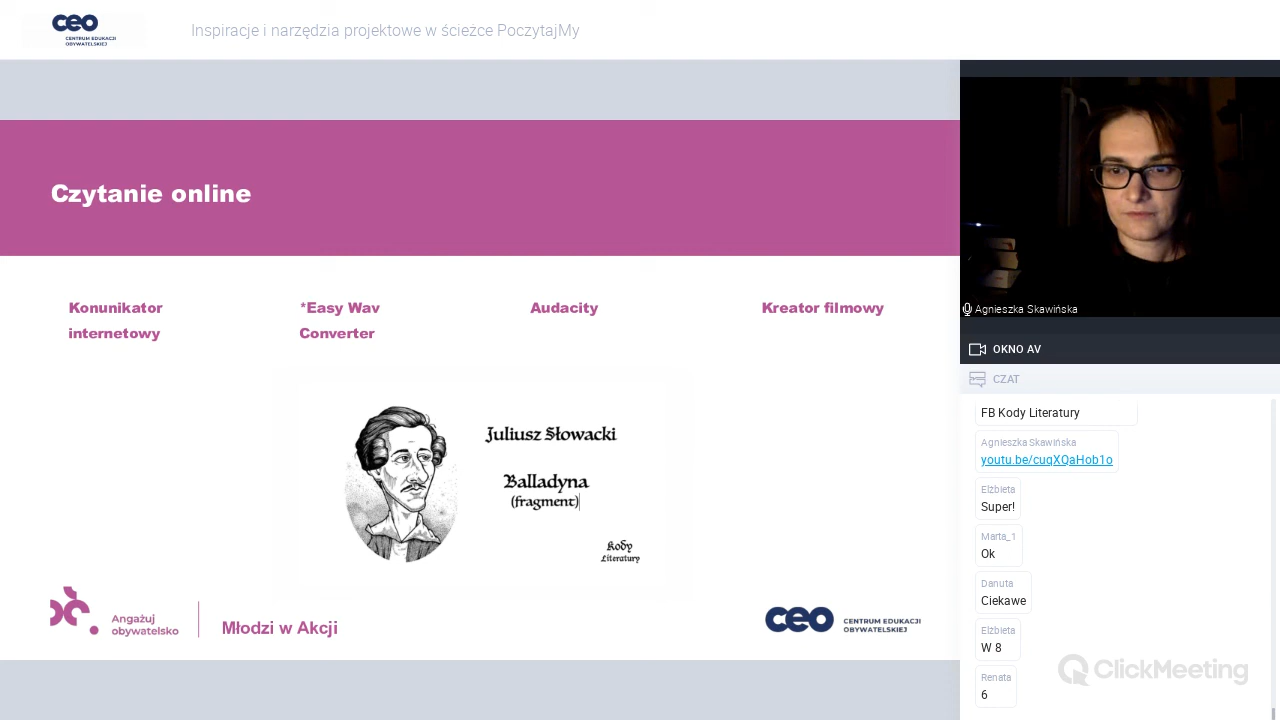 CEO
CENTRUM EDUKACJI
OBYWATELSKIEJ
Inspiracje i narzędzia projektowe w ścieżce PoczytajMy
Czytanie online
Konunikator
internetowy
*Easy Wav
Converter
Audacity
Kreator filmowy
Juliusz Słowacki
Balladyna
(fragment)
Kody
Literatury
Angażuj
obywatelsko
Młodzi w Akcji
CEO
CENTRUM EDUKACJI
OBYWATELSKIEJ
Agnieszka Skawińska
OKNO AV
CZAT
FB Kody Literatury
Agnieszka Skawińska
youtu.be/cuqXQaHob1o
Elżbieta
Super!
Marta_1
Ok
Danuta
Ciekawe
Elżbieta
W 8
Renata
6
ClickMeeting